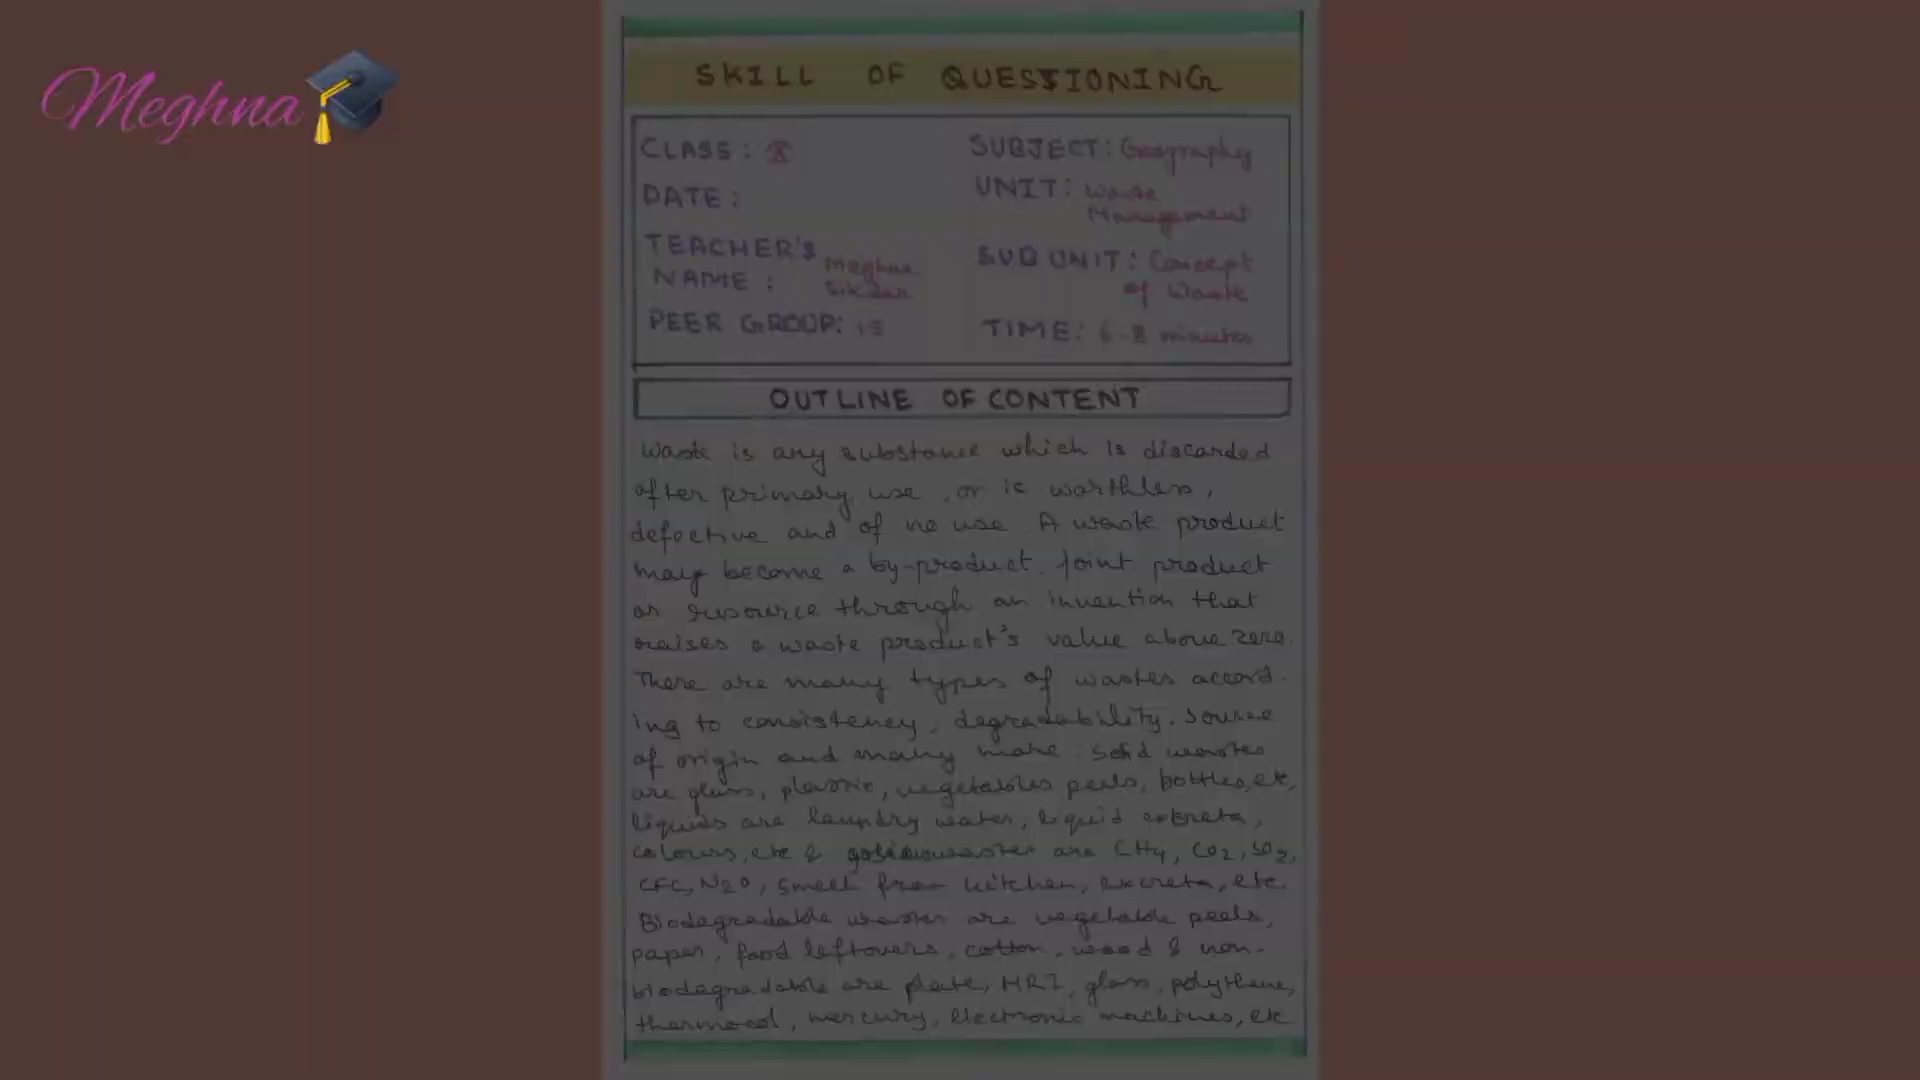 Meghna
SKILL OF QUESTIONING
CLASS: X
SUBJECT: Geography
DATE:
UNIT: Waste
Management
TEACHER'S
NAME: Meghna
Sikdar
SUB UNIT: Concept
of Waste
PEER GROUP: 15
TIME: 6-8 minutes
OUTLINE OF CONTENT
Waste is any substance which is discarded
after primary use, or is worthless,
defective and of no use. A waste product
may become a by-product, joint product
or resource through an invention that
raises a waste product's value above zero.
There are many types of wastes accord-
ing to consistency, degradability, source
of origin and many more. Solid wastes
are glass, plastic, vegetables peels, bottles, etc,
liquids are laundry water, liquid excreta,
colours, etc & wastes are CH4, CO2, SO2,
CFC, N2O, smell from kitchen, excreta, etc.
Biodegradable wastes are vegetable peels,
paper, food leftovers, cotton, wood & non-
biodegradable are plate, glass, polythene,
thermocol, mercury, electronic machines, etc